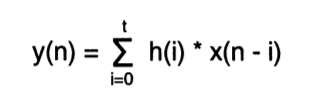 t
y(n) = Σ h(i) * x(n - i)
i=0